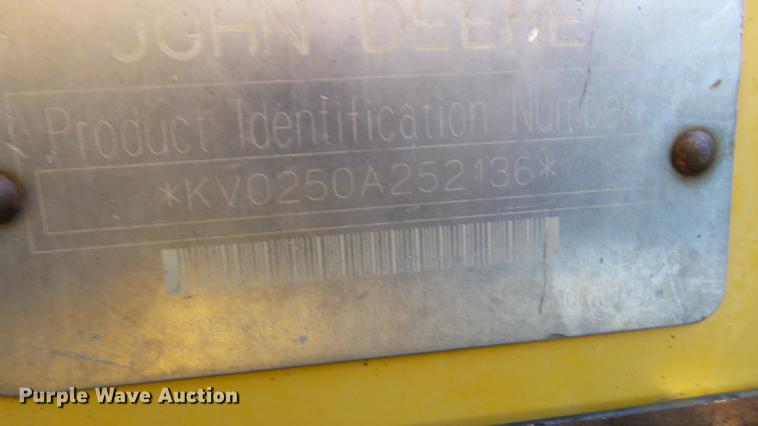 JOHN DEERE
Product Identification Number
*KV0250A252136*
Purple Wave Auction